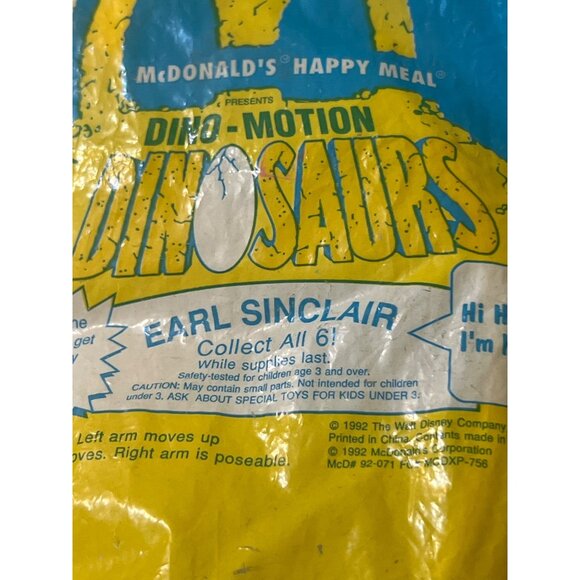 McDONALD'S® HAPPY MEAL®
PRESENTS
DINO-MOTION
DINOSAURS
EARL SINCLAIR
Collect All 6!
While supplies last.
Safety-tested for children age 3 and over.
CAUTION: May contain small parts. Not intended for children
under 3. ASK ABOUT SPECIAL TOYS FOR KIDS UNDER 3.
get
Hi
I'm
Left arm moves up
oves. Right arm is poseable.
© 1992 The Walt Disney Company
Printed in China. Contents made in
© 1992 McDonald's Corporation
McD# 92-071 MCDXP-756